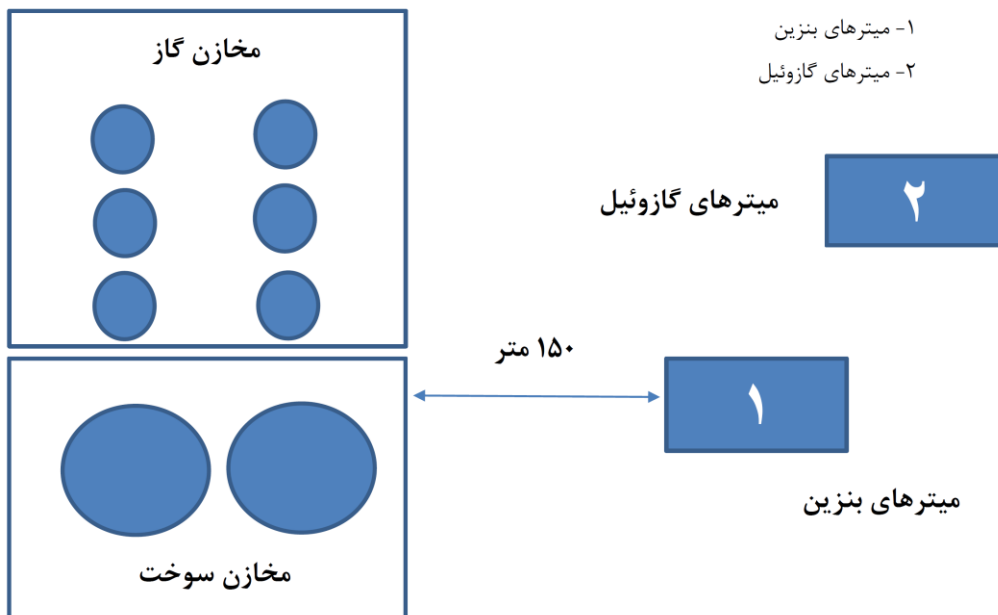 ۱- میترهای بنزین
۲- میترهای گازوئیل
مخازن گاز
میترهای گازوئیل
۲
۱۵۰ متر
۱
میترهای بنزین
مخازن سوخت